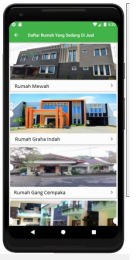 Daftar Rumah Yang Sedang Di Jual
Rumah Mewah
Rumah Graha Indah
Rumah Gang Cempaka